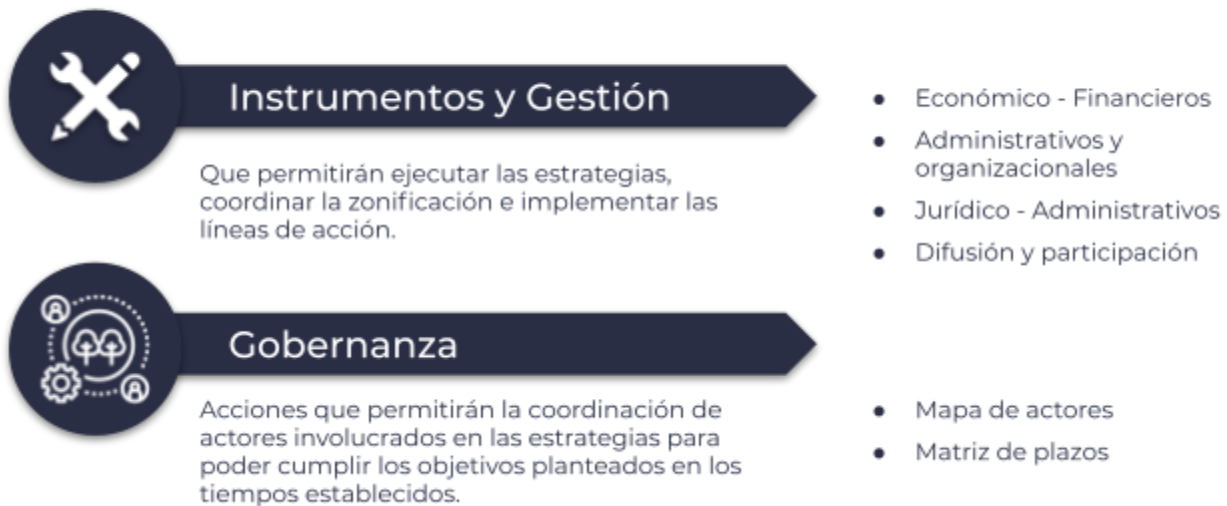 Instrumentos y Gestión
Que permitirán ejecutar las estrategias,
coordinar la zonificación e implementar las
líneas de acción.
● Económico - Financieros
● Administrativos y
organizacionales
● Jurídico - Administrativos
● Difusión y participación
Gobernanza
Acciones que permitirán la coordinación de
actores involucrados en las estrategias para
poder cumplir los objetivos planteados en los
tiempos establecidos.
● Mapa de actores
● Matriz de plazos